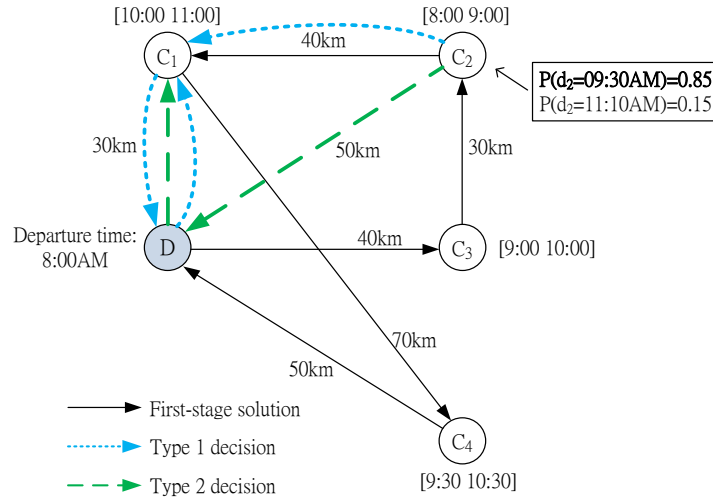 [10:00 11:00]
[8:00 9:00]
40km
C1
C2
P(d2=09:30AM)=0.85
P(d2=11:10AM)=0.15
30km
50km
30km
Departure time:
8:00AM
D
40km
C3
[9:00 10:00]
70km
50km
First-stage solution
Type 1 decision
C4
Type 2 decision
[9:30 10:30]